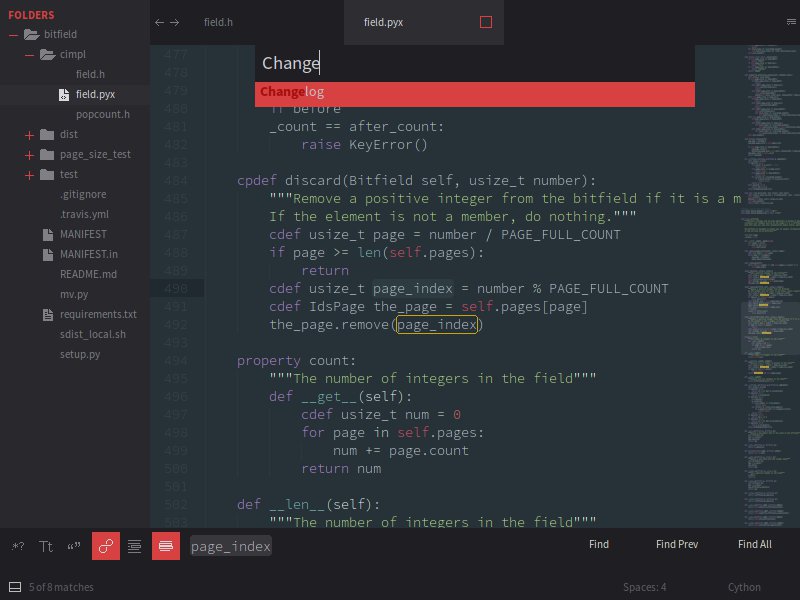 FOLDERS
bitfield
cimpl
field.h
field.pyx
popcount.h
dist
page_size_test
test
.gitignore
.travis.yml
MANIFEST
MANIFEST.in
README.md
mv.py
requirements.txt
sdist_local.sh
setup.py
field.h
field.pyx
Change
Changelog
477
478
479
480 if before
481 _count == after_count:
482 raise KeyError()
483
484 cpdef discard(Bitfield self, usize_t number):
485 """Remove a positive integer from the bitfield if it is a m
486 If the element is not a member, do nothing."""
487 cdef usize_t page = number / PAGE_FULL_COUNT
488 if page >= len(self.pages):
489 return
490 cdef usize_t page_index = number % PAGE_FULL_COUNT
491 cdef IdsPage the_page = self.pages[page]
492 the_page.remove(page_index)
493
494 property count:
495 """The number of integers in the field"""
496 def __get__(self):
497 cdef usize_t num = 0
498 for page in self.pages:
499 num += page.count
500 return num
501
502 def __len__(self):
503 """The number of integers in the field"""
.*? Tt “” page_index Find Find Prev Find All
5 of 8 matches Spaces: 4 Cython